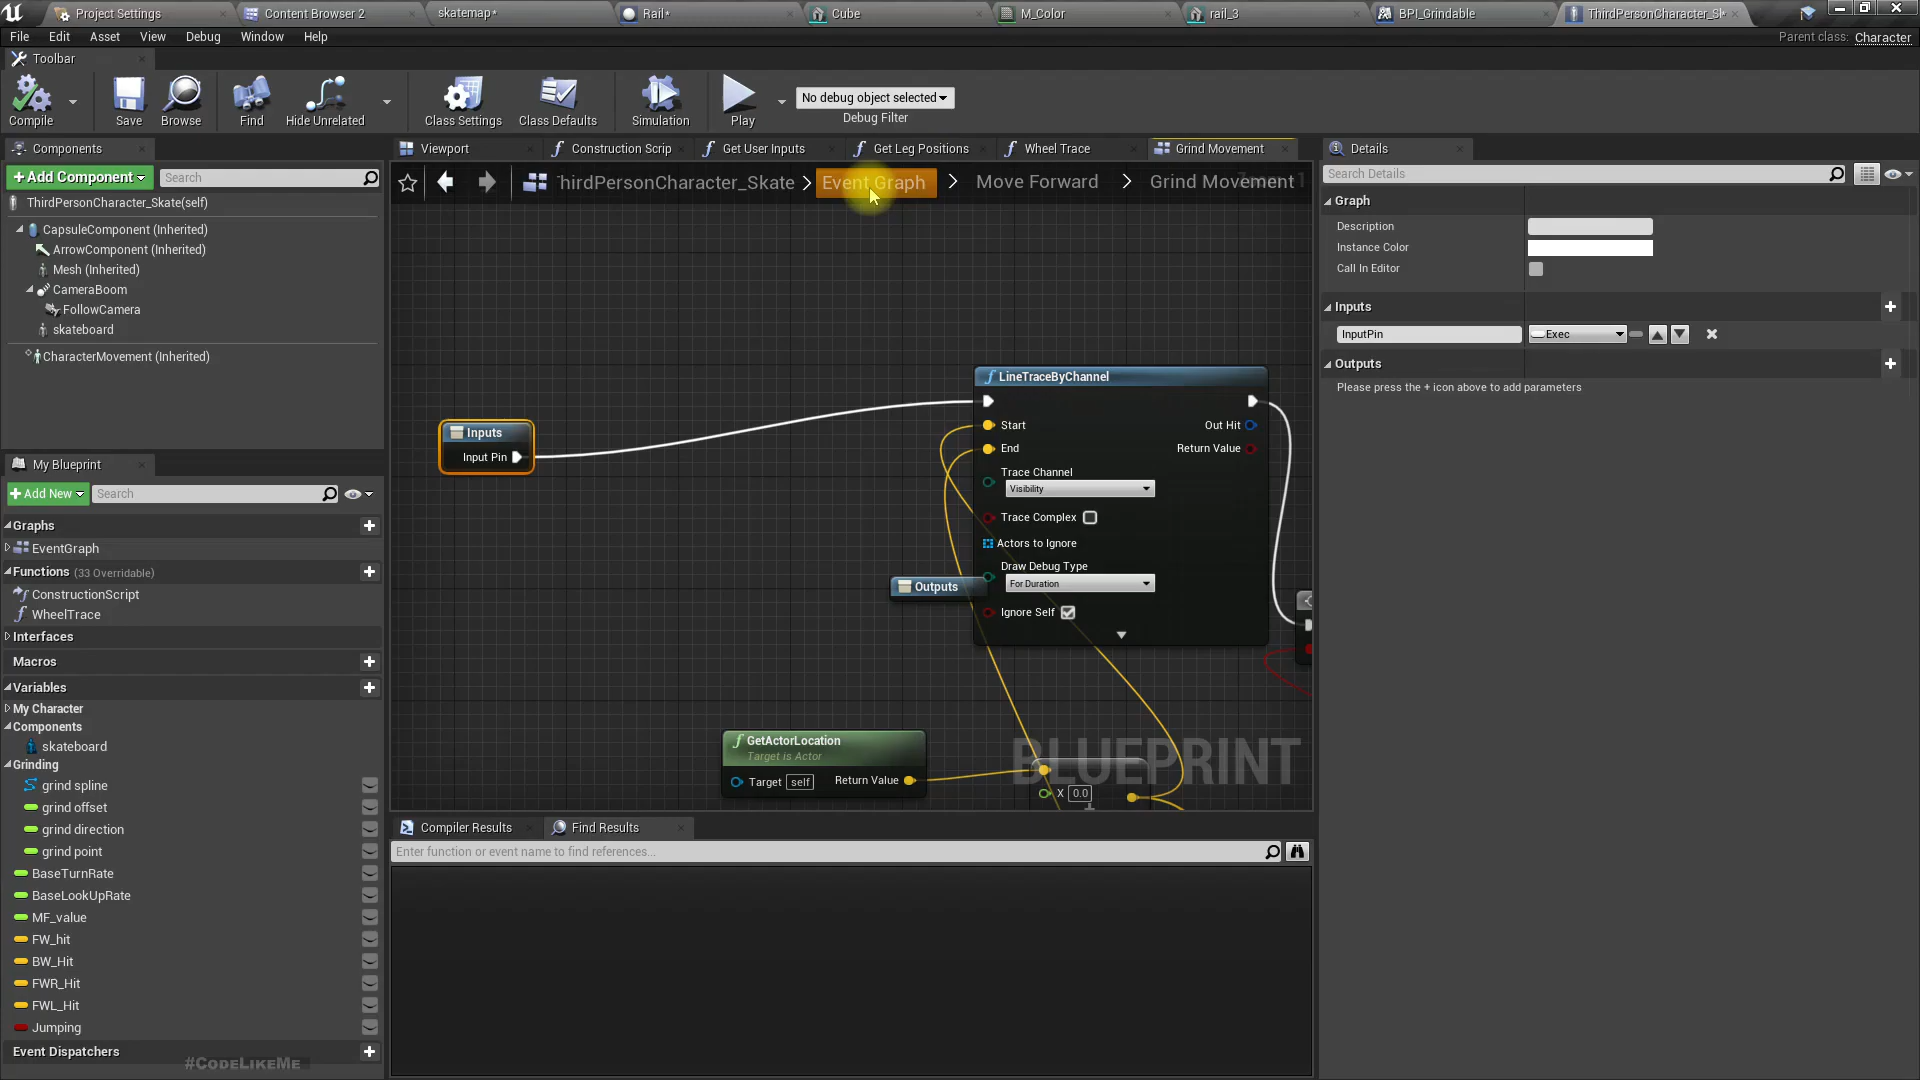 Project Settings
Content Browser 2
skatemap*
Rail*
Cube
M_Color
rail_3
BPI_Grindable
ThirdPersonCharacter_Sk*
File Edit Asset View Debug Window Help
Parent class: Character
Toolbar
Compile
Save
Browse
Find
Hide Unrelated
Class Settings
Class Defaults
Simulation
Play
No debug object selected
Debug Filter
Components
+Add Component
Search
ThirdPersonCharacter_Skate(self)
CapsuleComponent (Inherited)
ArrowComponent (Inherited)
Mesh (Inherited)
CameraBoom
FollowCamera
skateboard
CharacterMovement (Inherited)
My Blueprint
+Add New
Search
Graphs
EventGraph
Functions (33 Overridable)
ConstructionScript
WheelTrace
Interfaces
Macros
Variables
My Character
Components
skateboard
Grinding
grind spline
grind offset
grind direction
grind point
BaseTurnRate
BaseLookUpRate
MF_value
FW_hit
BW_Hit
FWR_Hit
FWL_Hit
Jumping
Event Dispatchers
#CodeLikeMe
Viewport
Construction Scrip
Get User Inputs
Get Leg Positions
Wheel Trace
Grind Movement
hirdPersonCharacter_Skate > Event Graph > Move Forward > Grind Movement
Inputs
Input Pin
LineTraceByChannel
Start
Out Hit
End
Return Value
Trace Channel
Visibility
Trace Complex
Actors to Ignore
Draw Debug Type
For Duration
Ignore Self
Outputs
GetActorLocation
Target is Actor
Target self
Return Value
X 0.0
BLUEPRINT
Compiler Results
Find Results
Enter function or event name to find references...
Details
Search Details
Graph
Description
Instance Color
Call In Editor
Inputs
InputPin
Exec
Outputs
Please press the + icon above to add parameters